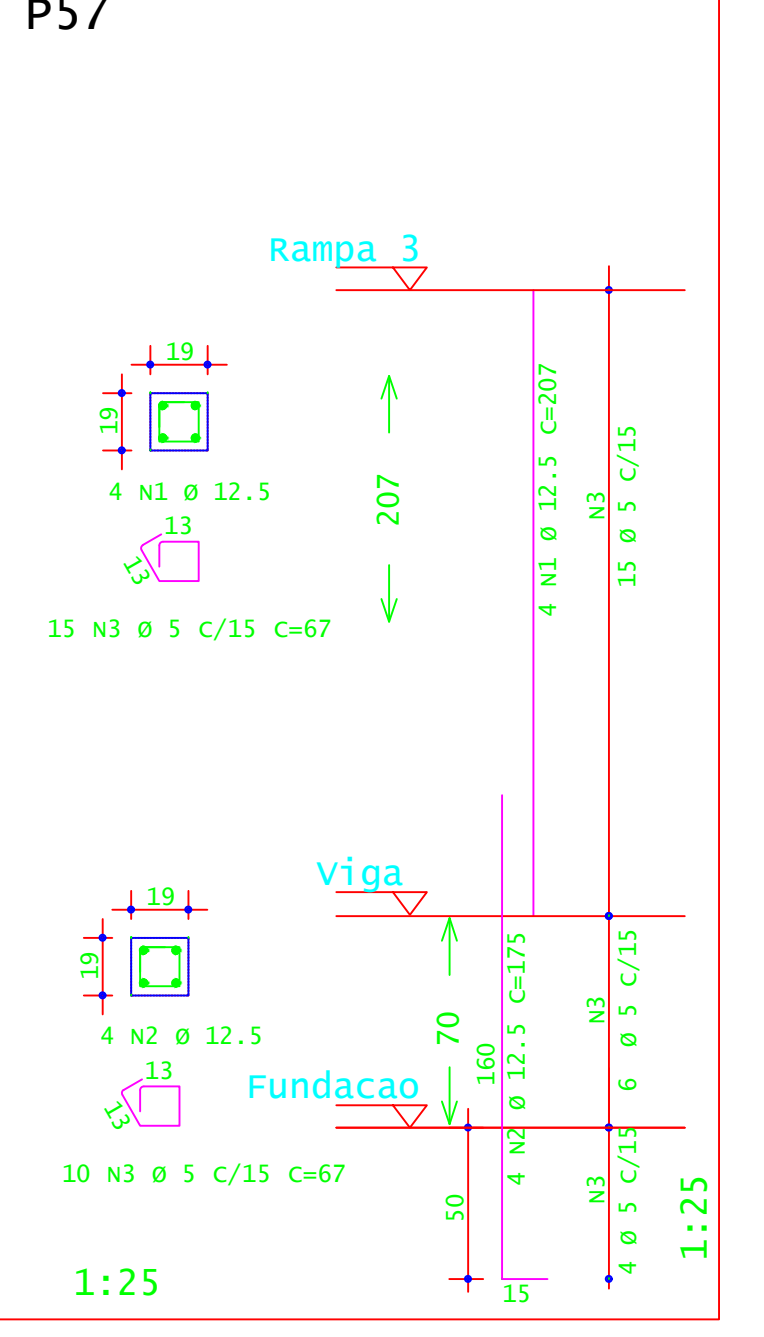 P57
Rampa 3
19
19
4 N1 Ø 12.5
13
13
15 N3 Ø 5 C/15 C=67
207
4 N1 Ø 12.5 C=207
N3
15 Ø 5 C/15
Viga
19
19
4 N2 Ø 12.5
13
13
10 N3 Ø 5 C/15 C=67
70
160
4 N2 Ø 12.5 C=175
N3
6 Ø 5 C/15
Fundacao
50
15
N3
4 Ø 5 C/15
1:25
1:25